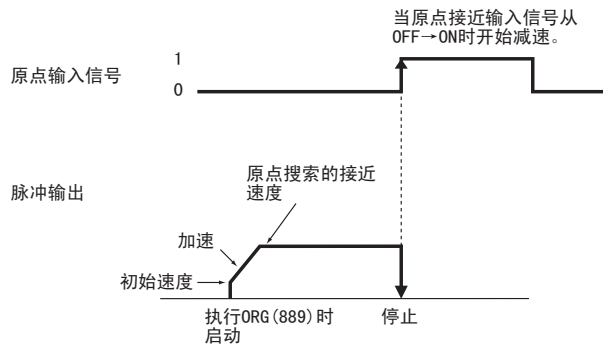 当原点接近输入信号从
OFF→ON时开始减速。
原点输入信号
1
0
脉冲输出
原点搜索的接近
速度
加速
初始速度
执行ORG(889)时
启动
停止